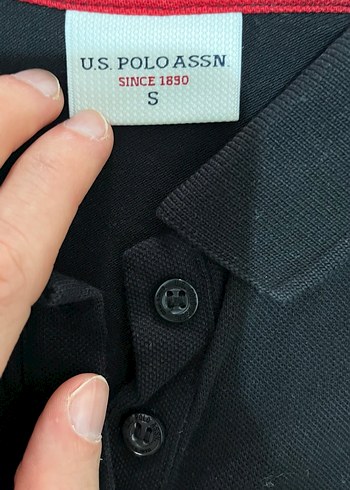 U.S. POLO ASSN.
SINCE 1890
S